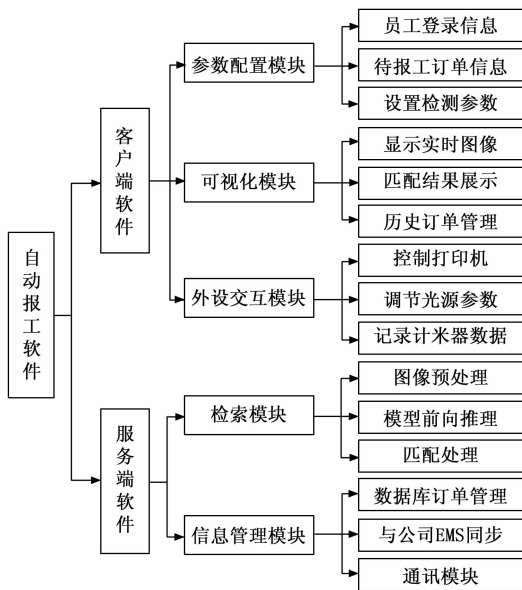 自动报工软件
客户端软件
参数配置模块
员工登录信息
待报工订单信息
设置检测参数
可视化模块
显示实时图像
匹配结果展示
历史订单管理
外设交互模块
控制打印机
调节光源参数
记录计米器数据
服务端软件
检索模块
图像预处理
模型前向推理
匹配处理
信息管理模块
数据库订单管理
与公司EMS同步
通讯模块